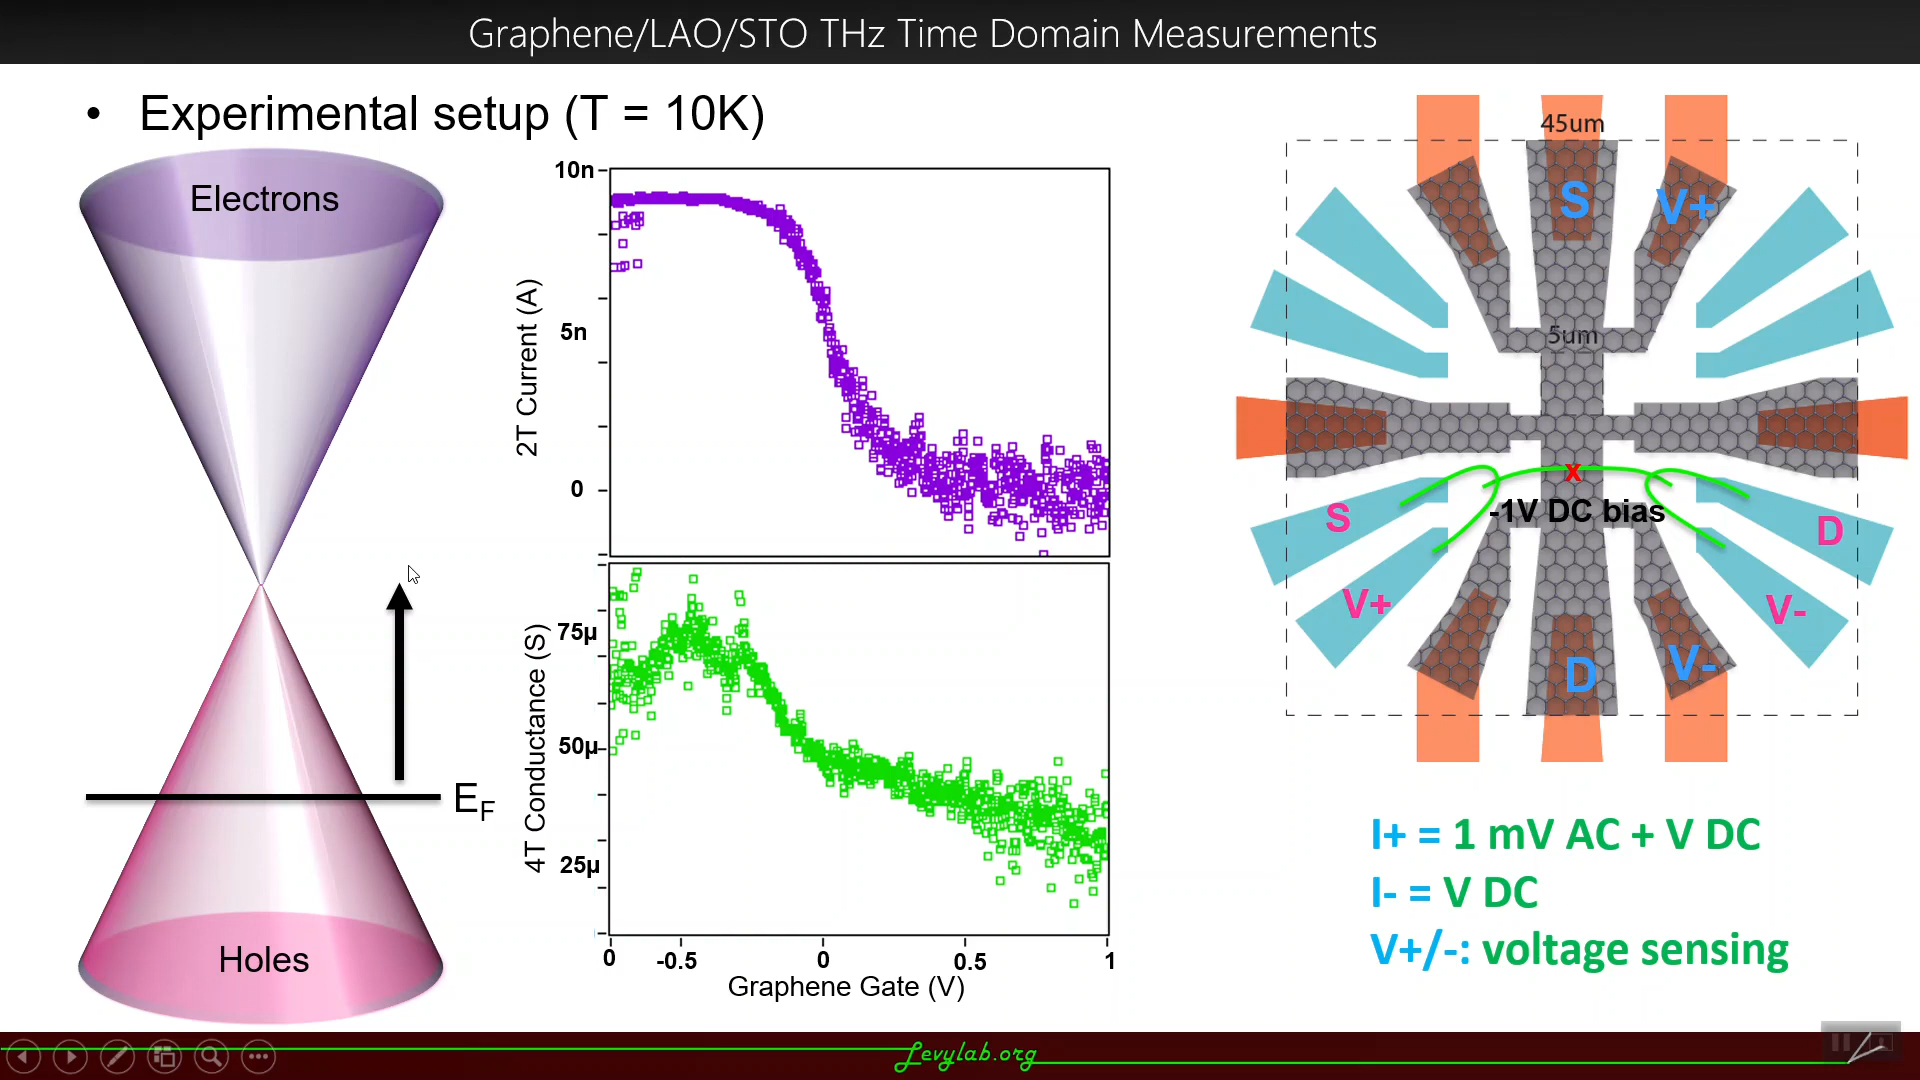 Graphene/LAO/STO THz Time Domain Measurements
• Experimental setup (T = 10K)
Electrons
Holes
E_F
10n
5n
0
2T Current (A)
75µ
50µ
25µ
4T Conductance (S)
0 -0.5 0 0.5 1
Graphene Gate (V)
45um
S
V+
5um
x
-1V DC bias
S
D
V+
V-
D
V-
I+ = 1 mV AC + V DC
I- = V DC
V+/-: voltage sensing
Levylab.org